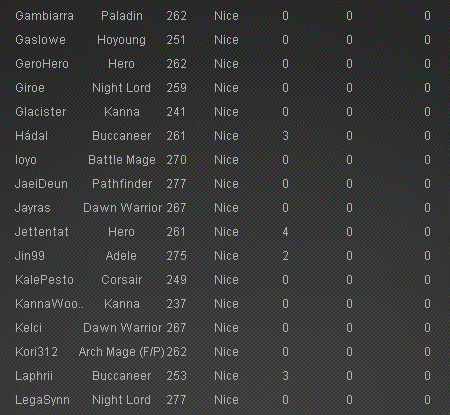 Gambiarra Paladin 262 Nice 0 0 0
Gaslowe Hoyoung 251 Nice 0 0 0
GeroHero Hero 262 Nice 0 0 0
Giroe Night Lord 259 Nice 0 0 0
Glacister Kanna 241 Nice 0 0 0
Hádal Buccaneer 261 Nice 3 0 0
Ioyo Battle Mage 270 Nice 0 0 0
JaeiDeun Pathfinder 277 Nice 0 0 0
Jayras Dawn Warrior 267 Nice 0 0 0
Jettentat Hero 261 Nice 4 0 0
Jin99 Adele 275 Nice 2 0 0
KalePesto Corsair 249 Nice 0 0 0
KannaWoo.. Kanna 237 Nice 0 0 0
Kelci Dawn Warrior 267 Nice 0 0 0
Kori312 Arch Mage (F/P) 262 Nice 0 0 0
Laphrii Buccaneer 253 Nice 3 0 0
LegaSynn Night Lord 277 Nice 0 0 0